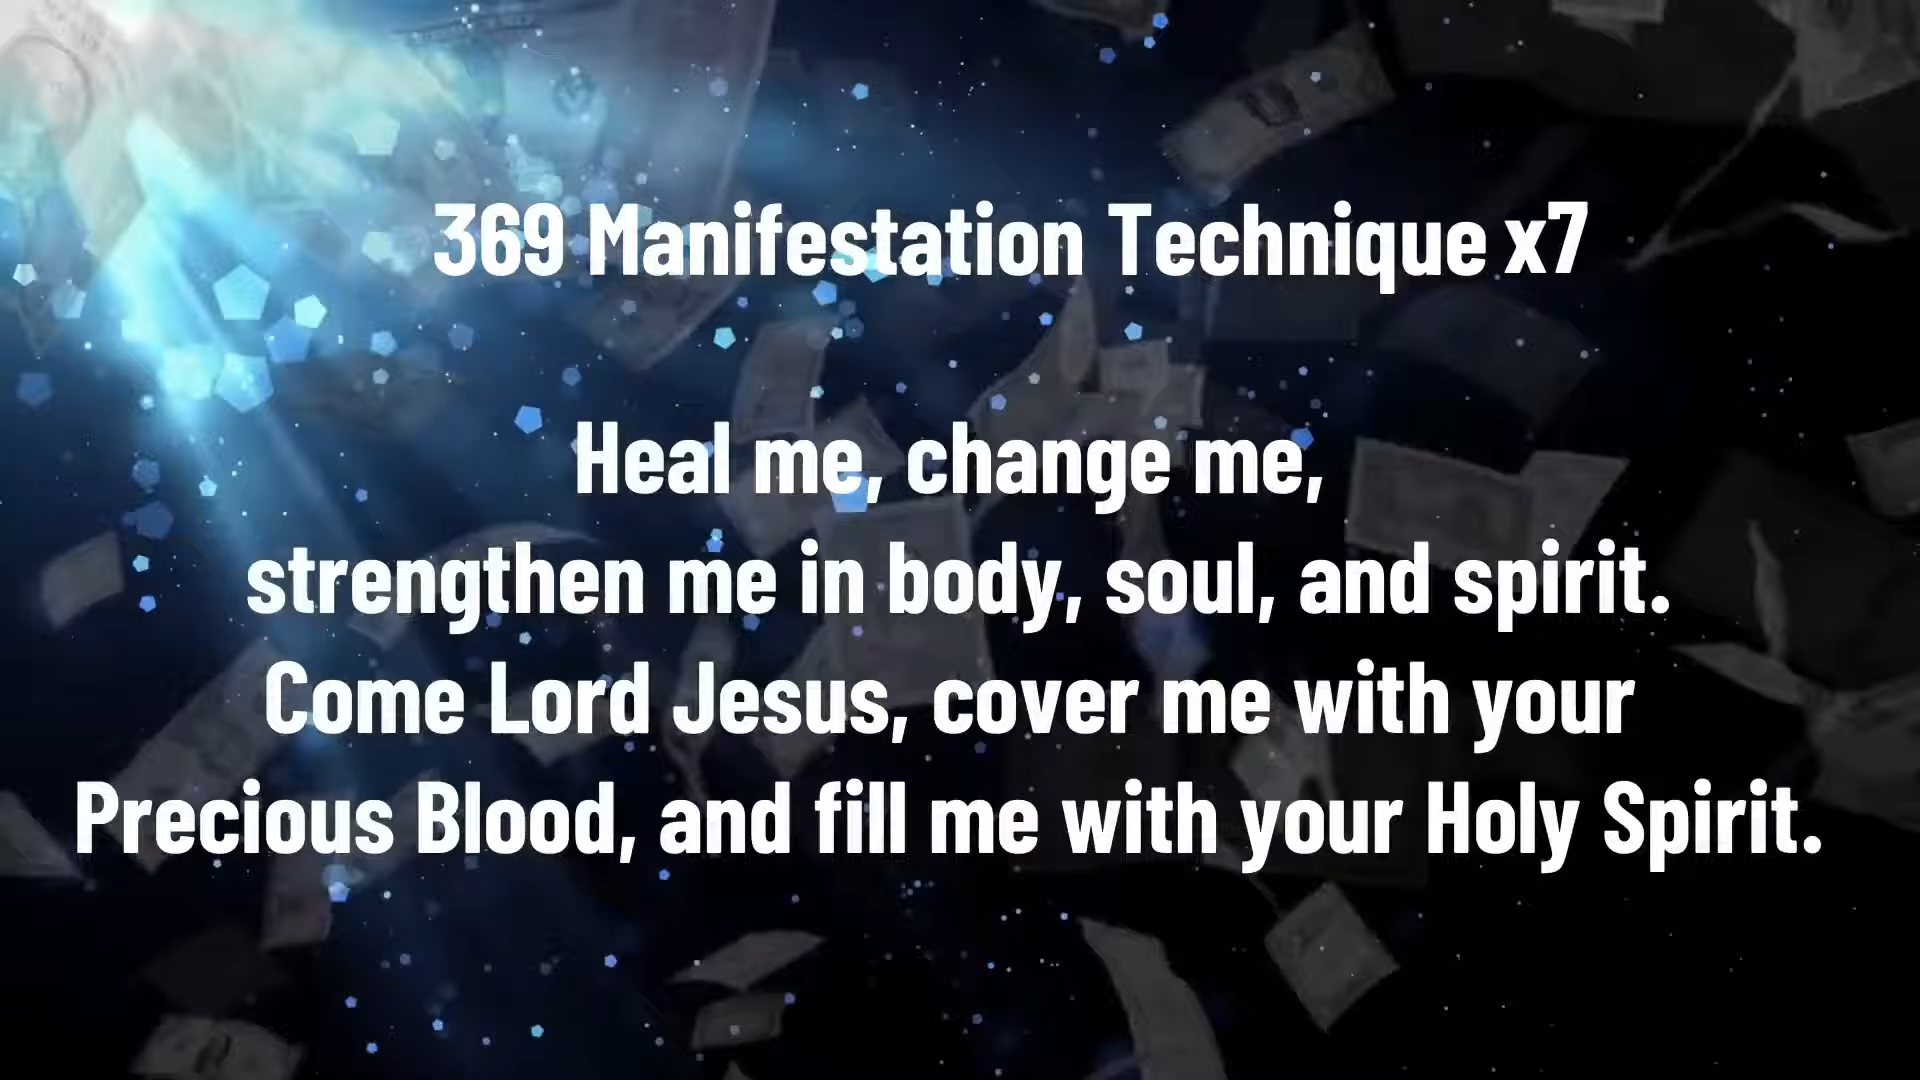 369 Manifestation Technique x7
Heal me, change me,
strengthen me in body, soul, and spirit.
Come Lord Jesus, cover me with your
Precious Blood, and fill me with your Holy Spirit.